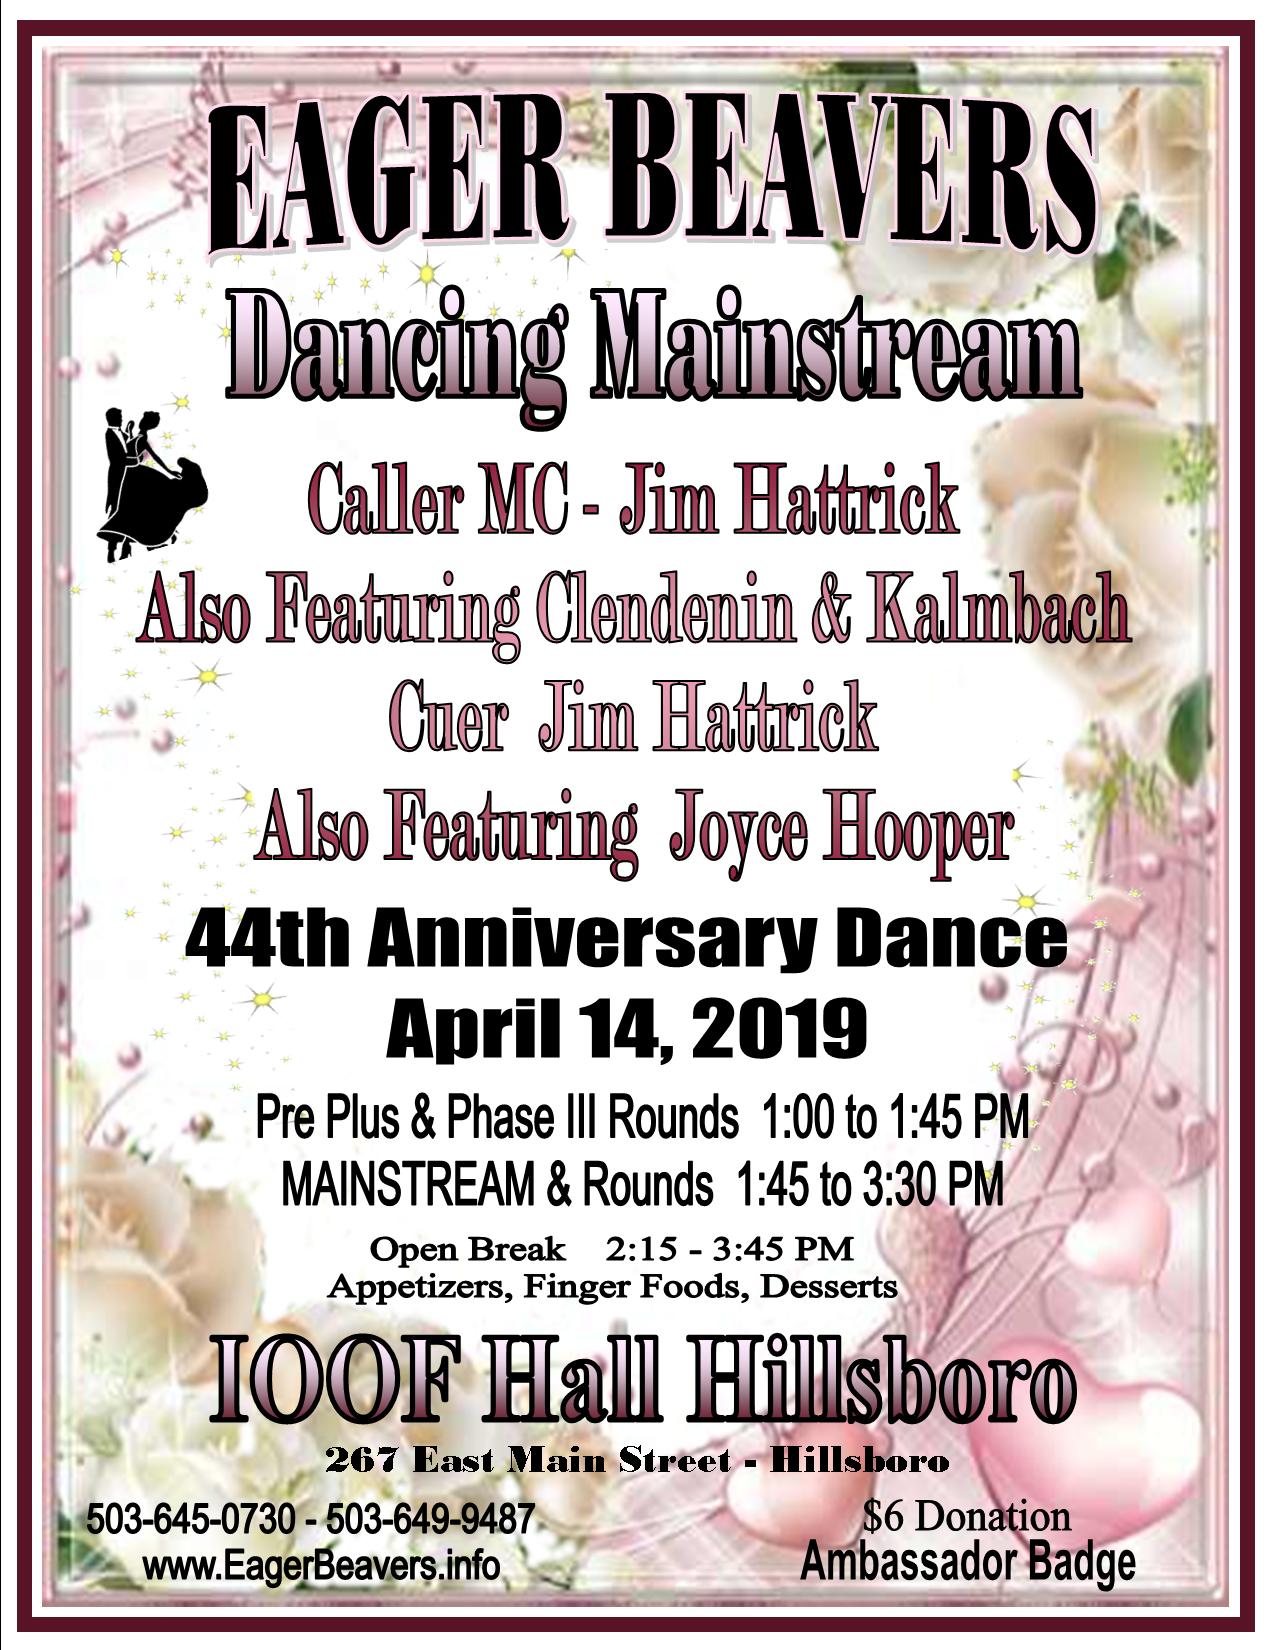 EAGER BEAVERS
Dancing Mainstream
Caller MC - Jim Hattrick
Also Featuring Clendenin & Kalmbach
Cuer Jim Hattrick
Also Featuring Joyce Hooper
44th Anniversary Dance
April 14, 2019
Pre Plus & Phase III Rounds 1:00 to 1:45 PM
MAINSTREAM & Rounds 1:45 to 3:30 PM
Open Break 2:15 - 3:45 PM
Appetizers, Finger Foods, Desserts
IOOF Hall Hillsboro
267 East Main Street - Hillsboro
503-645-0730 - 503-649-9487
www.EagerBeavers.info
$6 Donation
Ambassador Badge